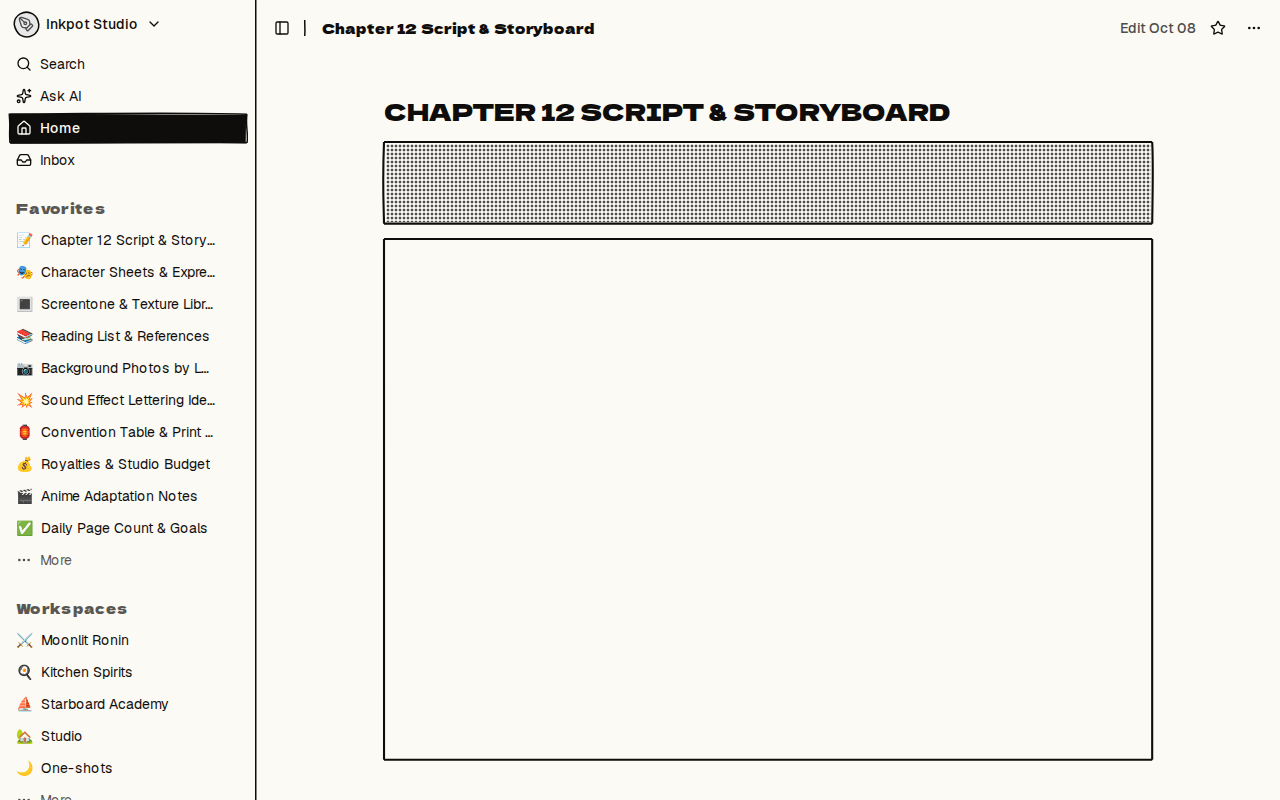 Inkpot Studio
Search
Ask AI
Home
Inbox
Favorites
Chapter 12 Script & Story…
Character Sheets & Expre…
Screentone & Texture Libr…
Reading List & References
Background Photos by L…
Sound Effect Lettering Ide…
Convention Table & Print …
Royalties & Studio Budget
Anime Adaptation Notes
Daily Page Count & Goals
More
Workspaces
Moonlit Ronin
Kitchen Spirits
Starboard Academy
Studio
One-shots
More
Chapter 12 Script & Storyboard
Edit Oct 08
CHAPTER 12 SCRIPT & STORYBOARD